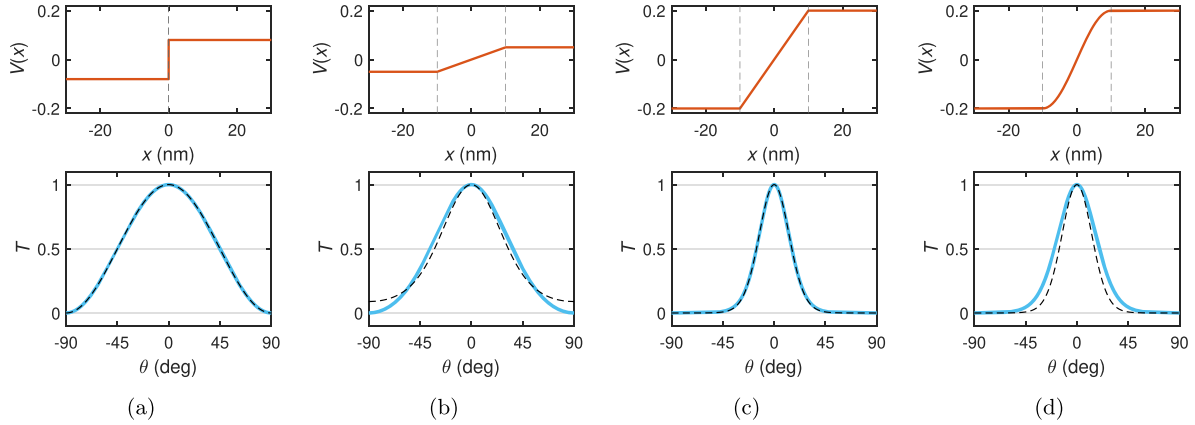 0.2 0.2 0.2 0.2
V(x) 0 V(x) 0 V(x) 0 V(x) 0
-0.2 -0.2 -0.2 -0.2
-20 0 20 -20 0 20 -20 0 20 -20 0 20
x (nm) x (nm) x (nm) x (nm)
1 1 1 1
T 0.5 T 0.5 T 0.5 T 0.5
0 0 0 0
-90 -45 0 45 90 -90 -45 0 45 90 -90 -45 0 45 90 -90 -45 0 45 90
θ (deg) θ (deg) θ (deg) θ (deg)
(a) (b) (c) (d)